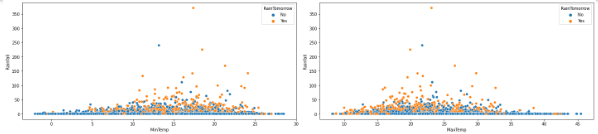 RainTomorrow
No
Yes
350
300
250
200
150
100
50
0
Rainfall
0 5 10 15 20 25 30
MinTemp
RainTomorrow
No
Yes
350
300
250
200
150
100
50
0
Rainfall
10 15 20 25 30 35 40 45
MaxTemp